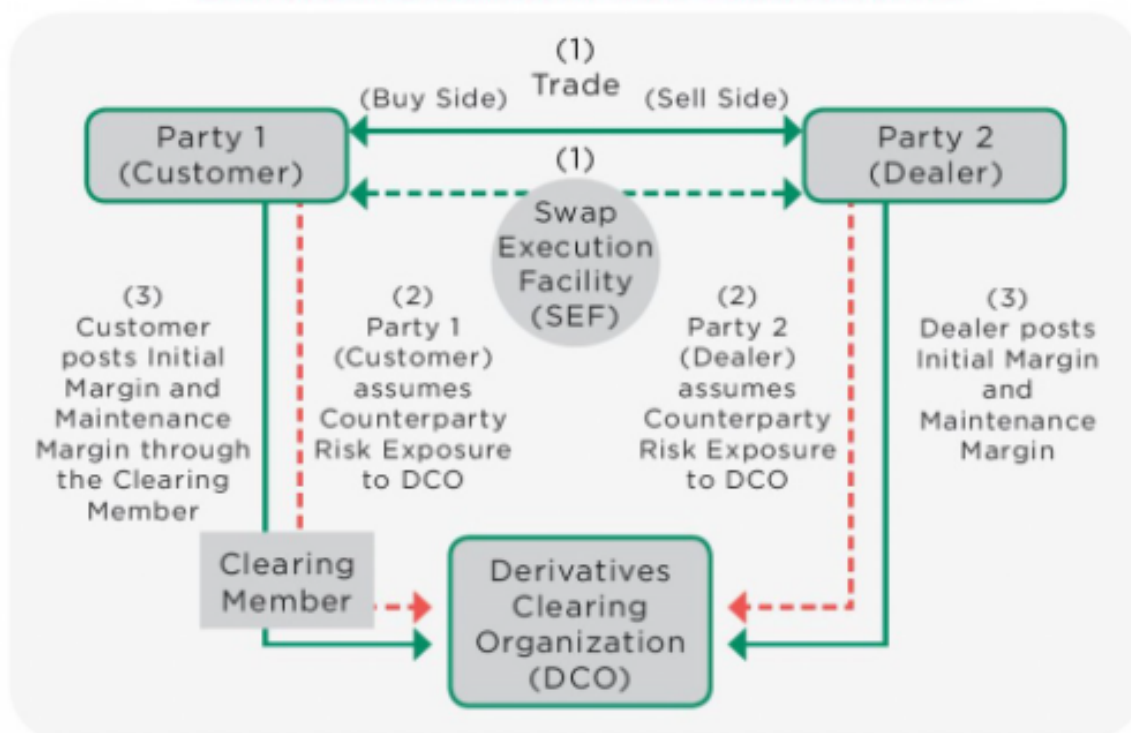 (1)
Trade
(Buy Side)
(Sell Side)
Party 1
(Customer)
Party 2
(Dealer)
(1)
Swap
Execution
Facility
(SEF)
(3)
Customer
posts Initial
Margin and
Maintenance
Margin through
the Clearing
Member
(2)
Party 1
(Customer)
assumes
Counterparty
Risk Exposure
to DCO
(2)
Party 2
(Dealer)
assumes
Counterparty
Risk Exposure
to DCO
(3)
Dealer posts
Initial Margin
and
Maintenance
Margin
Clearing
Member
Derivatives
Clearing
Organization
(DCO)